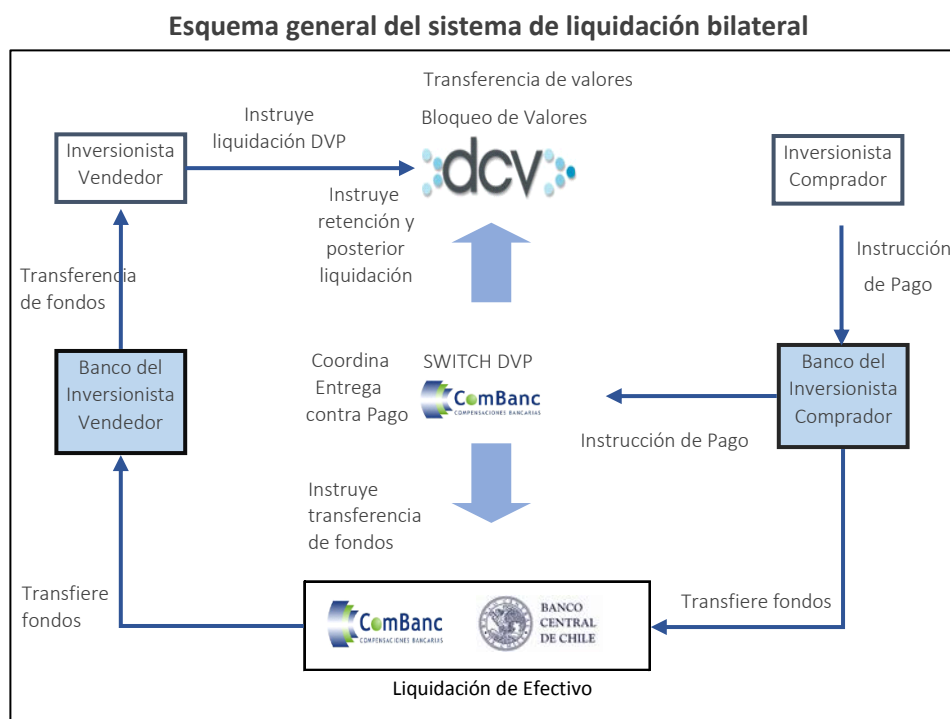 Esquema general del sistema de liquidación bilateral
Transferencia de valores
Instruye
liquidación DVP
Bloqueo de Valores
dcv
Inversionista
Vendedor
Inversionista
Comprador
Instruye
retención y
posterior
liquidación
Transferencia
de fondos
Instrucción
de Pago
Banco del
Inversionista
Vendedor
Coordina
Entrega
contra Pago
SWITCH DVP
ComBanc
COMPENSACIONES BANCARIAS
Banco del
Inversionista
Comprador
Instrucción de Pago
Instruye
transferencia
de fondos
Transfiere
fondos
ComBanc
COMPENSACIONES BANCARIAS
BANCO
CENTRAL
DE CHILE
Transfiere fondos
Liquidación de Efectivo